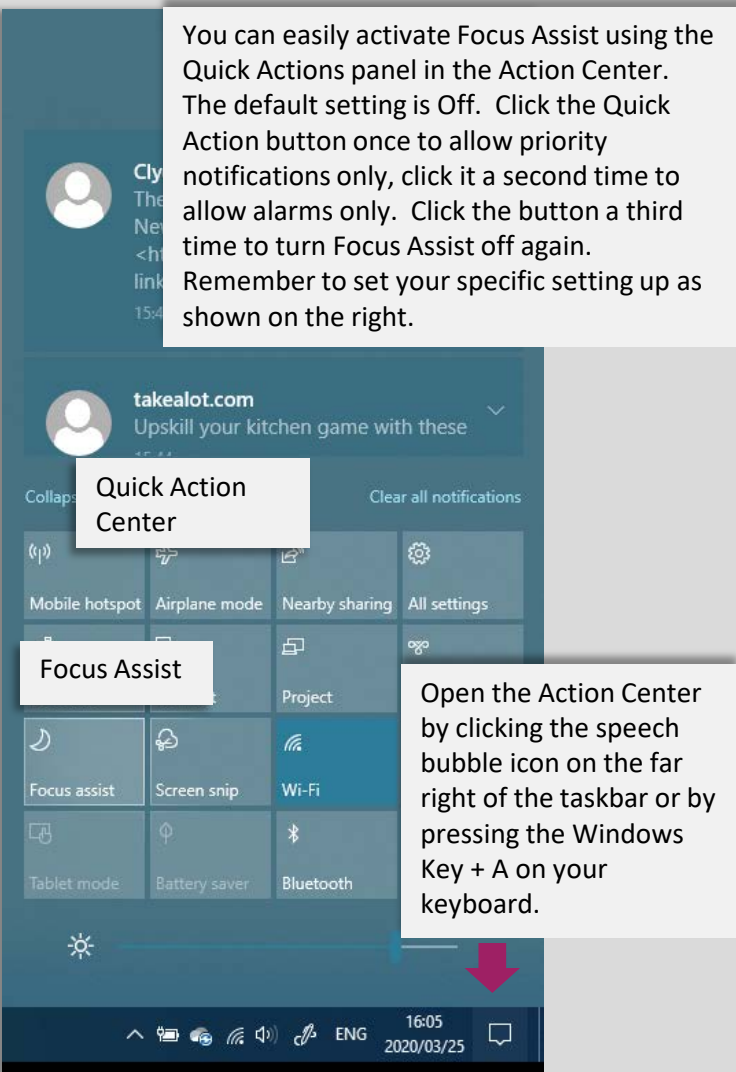 You can easily activate Focus Assist using the
Quick Actions panel in the Action Center.
The default setting is Off.  Click the Quick
Action button once to allow priority
notifications only, click it a second time to
allow alarms only.  Click the button a third
time to turn Focus Assist off again.
Remember to set your specific setting up as
shown on the right.
takealot.com
Upskill your kitchen game with these
Quick Action
Center
Clear all notifications
Mobile hotspot Airplane mode Nearby sharing All settings
Focus Assist
Project
Open the Action Center
by clicking the speech
bubble icon on the far
right of the taskbar or by
pressing the Windows
Key + A on your
keyboard.
Focus assist Screen snip Wi-Fi
Tablet mode Battery saver Bluetooth
ENG
16:05
2020/03/25